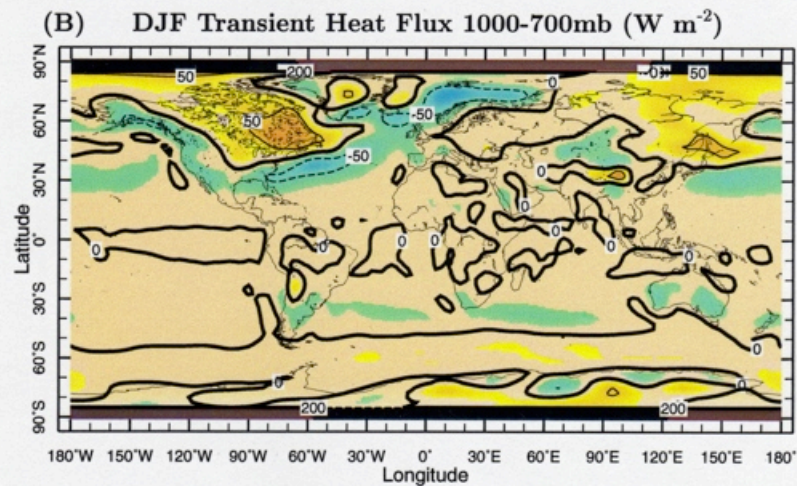 (B) DJF Transient Heat Flux 1000-700mb (W m-2)
90°N
50 200 0 0 50
60°N
50 -50
-50
30°N
0
0
Latitude
0°
0 0 0 0 0 0 0
30°S
60°S
0
0 0
90°S
200 200
180°W 150°W 120°W 90°W 60°W 30°W 0° 30°E 60°E 90°E 120°E 150°E 180°
Longitude